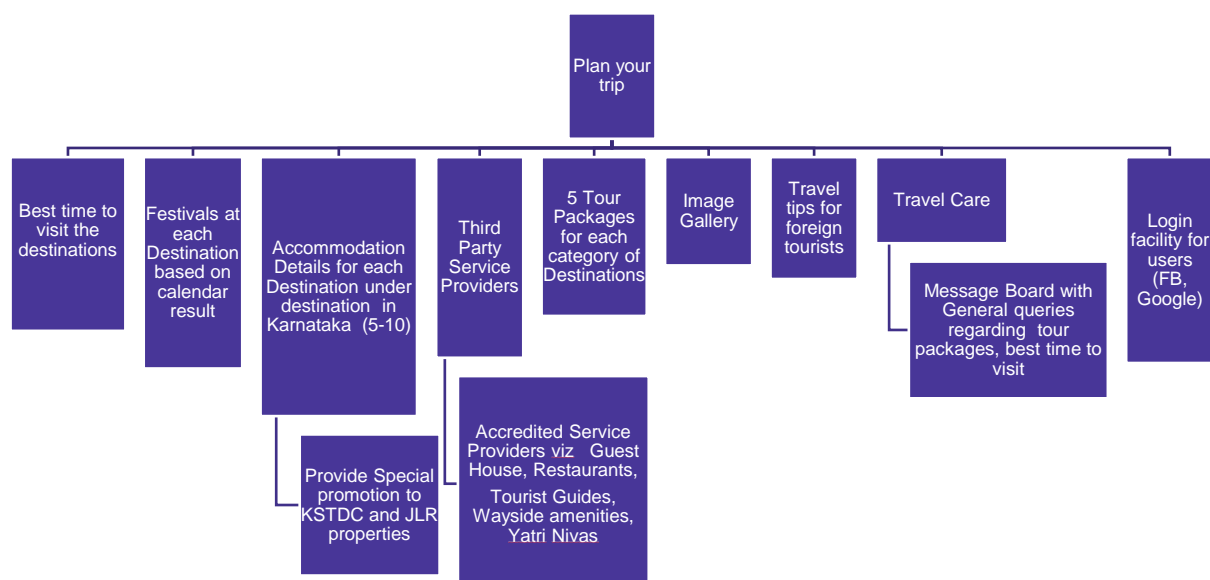 Plan your
trip
Best time to
visit the
destinations
Festivals at
each
Destination
based on
calendar
result
Accommodation
Details for each
Destination under
destination in
Karnataka (5-10)
Third
Party
Service
Providers
5 Tour
Packages
for each
category of
Destinations
Image
Gallery
Travel
tips for
foreign
tourists
Travel Care
Login
facility for
users
(FB,
Google)
Provide Special
promotion to
KSTDC and JLR
properties
Accredited Service
Providers viz Guest
House, Restaurants,
Tourist Guides,
Wayside amenities,
Yatri Nivas
Message Board with
General queries
regarding tour
packages, best time to
visit